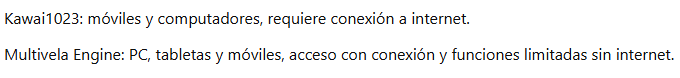 Kawai1023: móviles y computadores, requiere conexión a internet.
Multivela Engine: PC, tabletas y móviles, acceso con conexión y funciones limitadas sin internet.